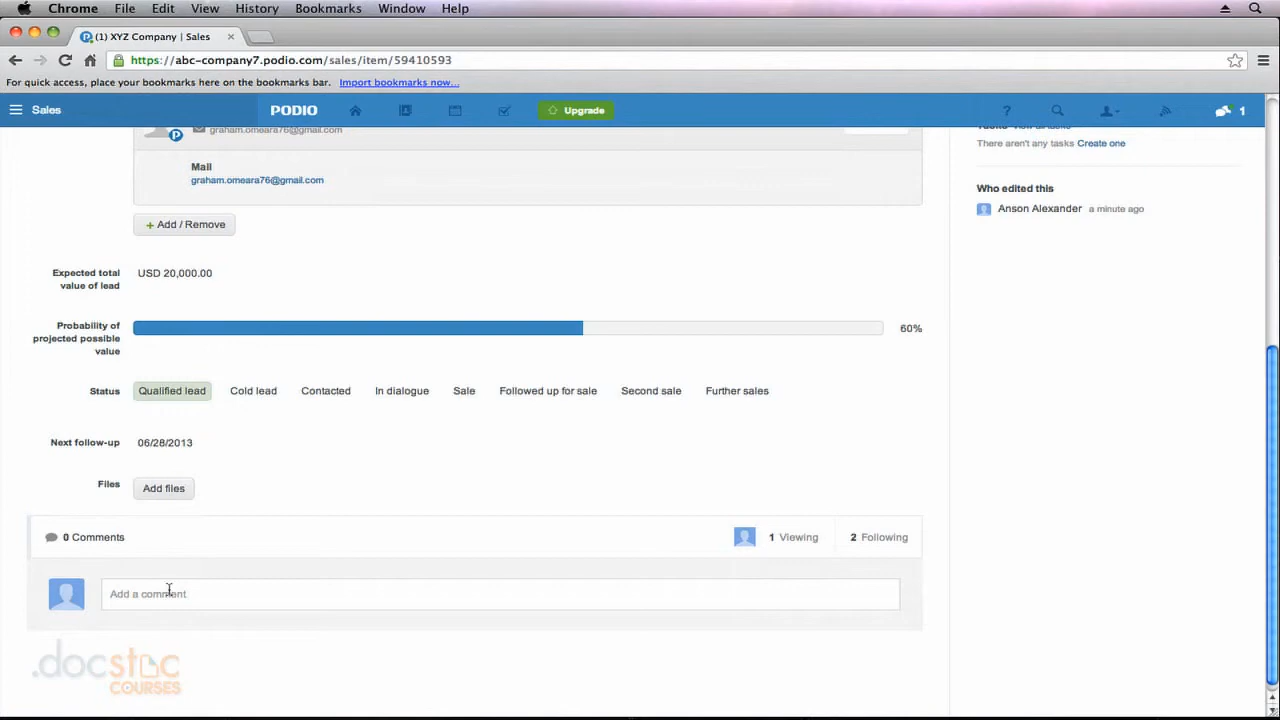 Chrome File Edit View History Bookmarks Window Help
(1) XYZ Company | Sales
https://abc-company7.podio.com/sales/item/59410593
For quick access, place your bookmarks here on the bookmarks bar. Import bookmarks now...
Sales PODIO Upgrade ? 1
graham.omeara76@gmail.com
Mail
graham.omeara76@gmail.com
+ Add / Remove
Expected total
value of lead
USD 20,000.00
Probability of
projected possible
value
60%
Status Qualified lead Cold lead Contacted In dialogue Sale Followed up for sale Second sale Further sales
Next follow-up 06/28/2013
Files Add files
0 Comments 1 Viewing 2 Following
Add a comment
.docstoc
COURSES
There aren't any tasks Create one
Who edited this
Anson Alexander a minute ago